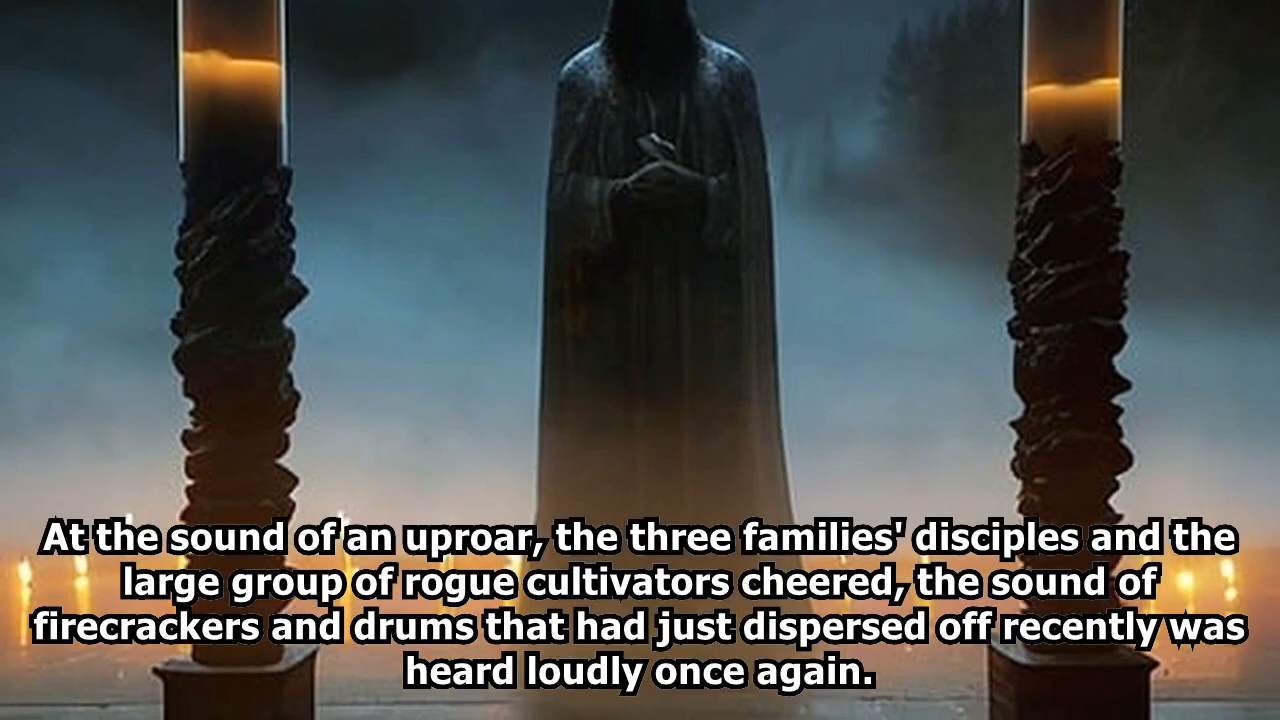 At the sound of an uproar, the three families' disciples and the
large group of rogue cultivators cheered, the sound of
firecrackers and drums that had just dispersed off recently was
heard loudly once again.